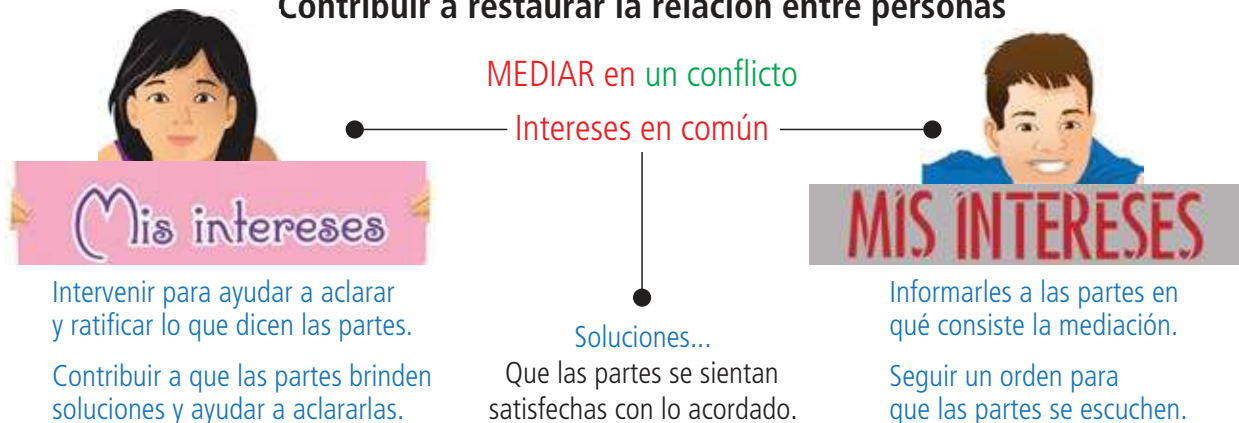 Contribuir a restaurar la relación entre personas
MEDIAR en un conflicto
Intereses en común
Mis intereses
MIS INTERESES
Intervenir para ayudar a aclarar
y ratificar lo que dicen las partes.
Contribuir a que las partes brinden
soluciones y ayudar a aclararlas.
Soluciones...
Que las partes se sientan
satisfechas con lo acordado.
Informarles a las partes en
qué consiste la mediación.
Seguir un orden para
que las partes se escuchen.